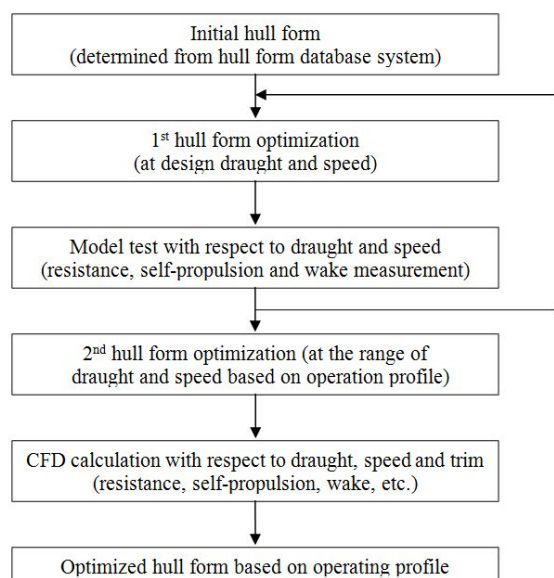 Initial hull form
(determined from hull form database system)
1st hull form optimization
(at design draught and speed)
Model test with respect to draught and speed
(resistance, self-propulsion and wake measurement)
2nd hull form optimization (at the range of
draught and speed based on operation profile)
CFD calculation with respect to draught, speed and trim
(resistance, self-propulsion, wake, etc.)
Optimized hull form based on operating profile